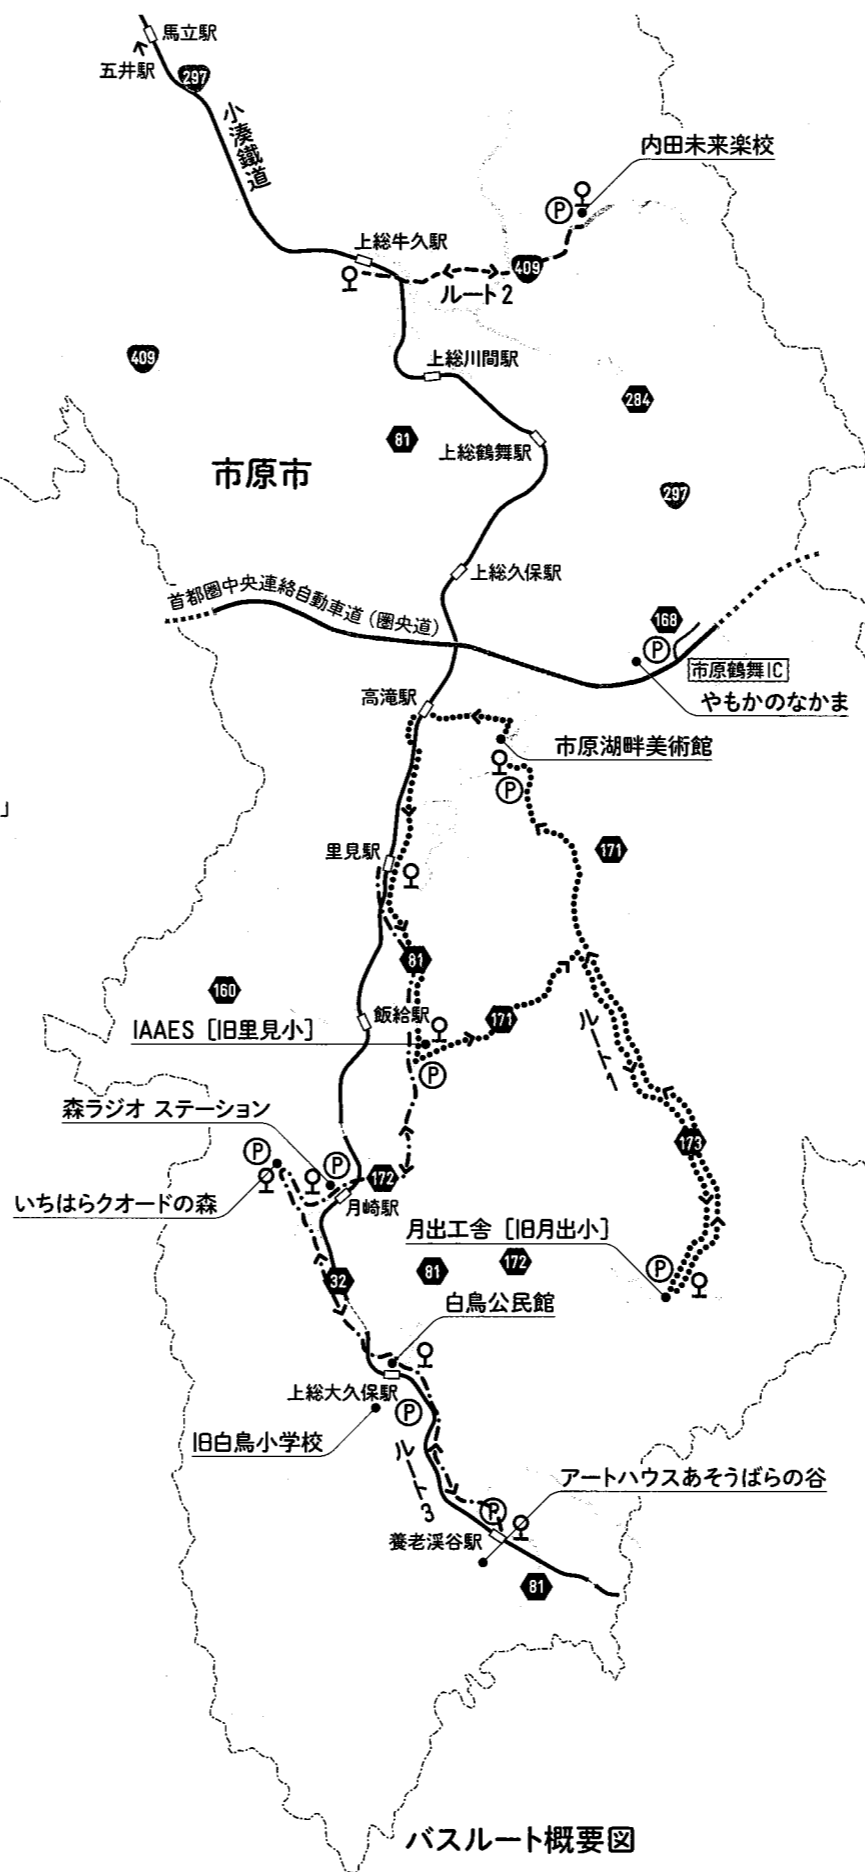 馬立駅
五井駅
297
小湊鐵道
内田未来楽校
P
上総牛久駅
409
ルート2
上総川間駅
409
284
81
上総鶴舞駅
市原市
297
上総久保駅
首都圏中央連絡自動車道(圏央道)
168
P
市原鶴舞IC
やもかのなかま
高滝駅
市原湖畔美術館
P
」
171
里見駅
81
160
飯給駅
171
ルート1
IAAES [旧里見小]
P
森ラジオ ステーション
173
P
P
172
いちはらクオードの森
月崎駅
月出工舎 [旧月出小]
172
P
32
81
白鳥公民館
上総大久保駅
P
旧白鳥小学校
ルート3
アートハウスあそうばらの谷
P
養老渓谷駅
81
バスルート概要図